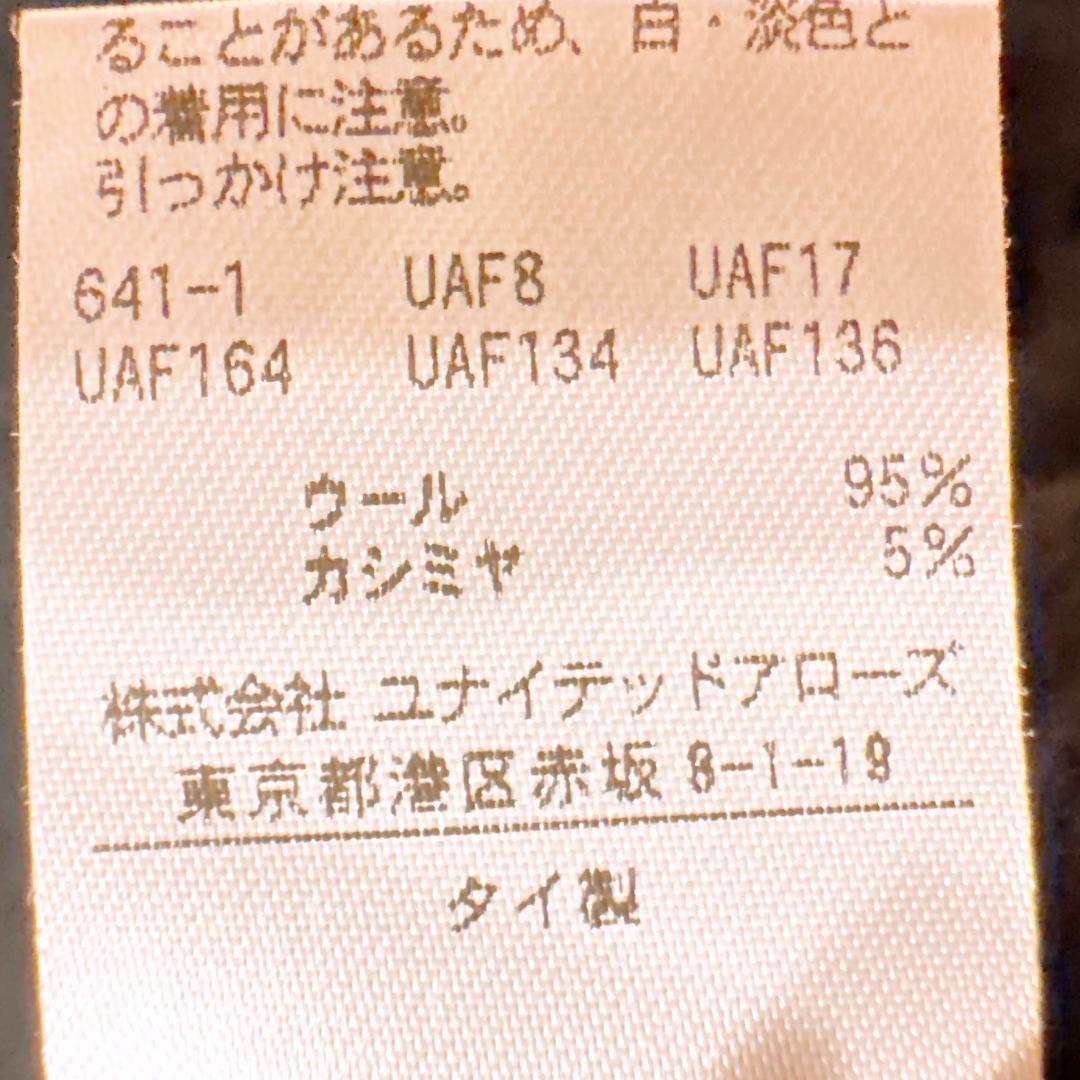 ることがあるため、白・淡色と
の着用に注意。
引っかけ注意。
641-1 UAF8 UAF17
UAF164 UAF134 UAF136
ウール 95%
カシミヤ 5%
株式会社 ユナイテッドアローズ
東京都港区赤坂 8-1-19
タイ製